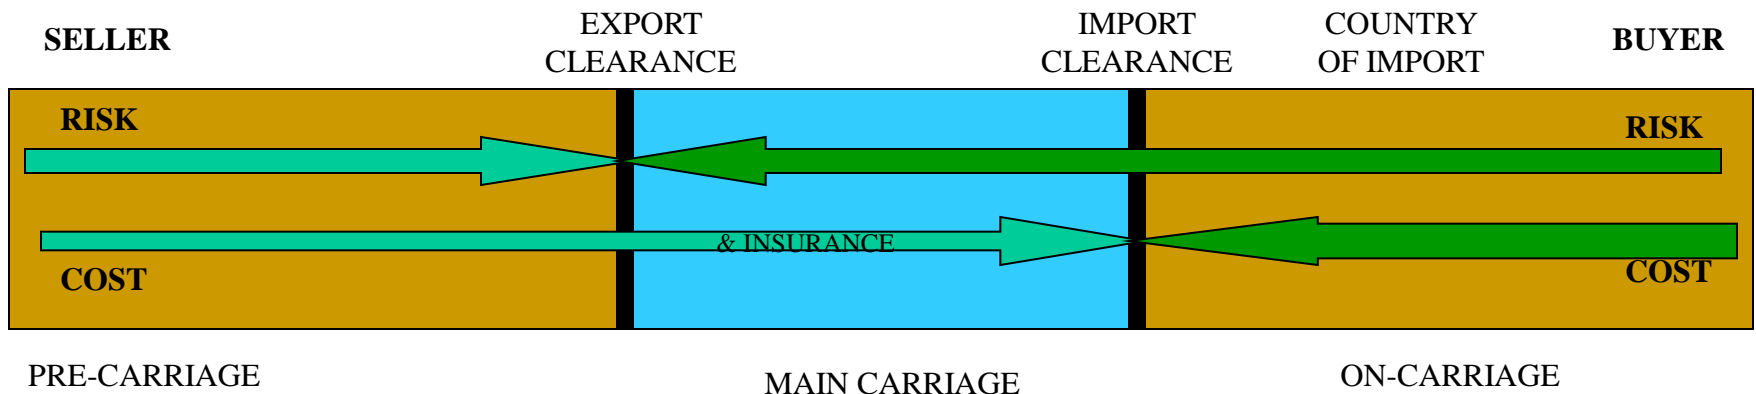 SELLER
EXPORT
CLEARANCE
IMPORT
CLEARANCE
COUNTRY
OF IMPORT
BUYER
RISK
RISK
& INSURANCE
COST
COST
PRE-CARRIAGE
MAIN CARRIAGE
ON-CARRIAGE